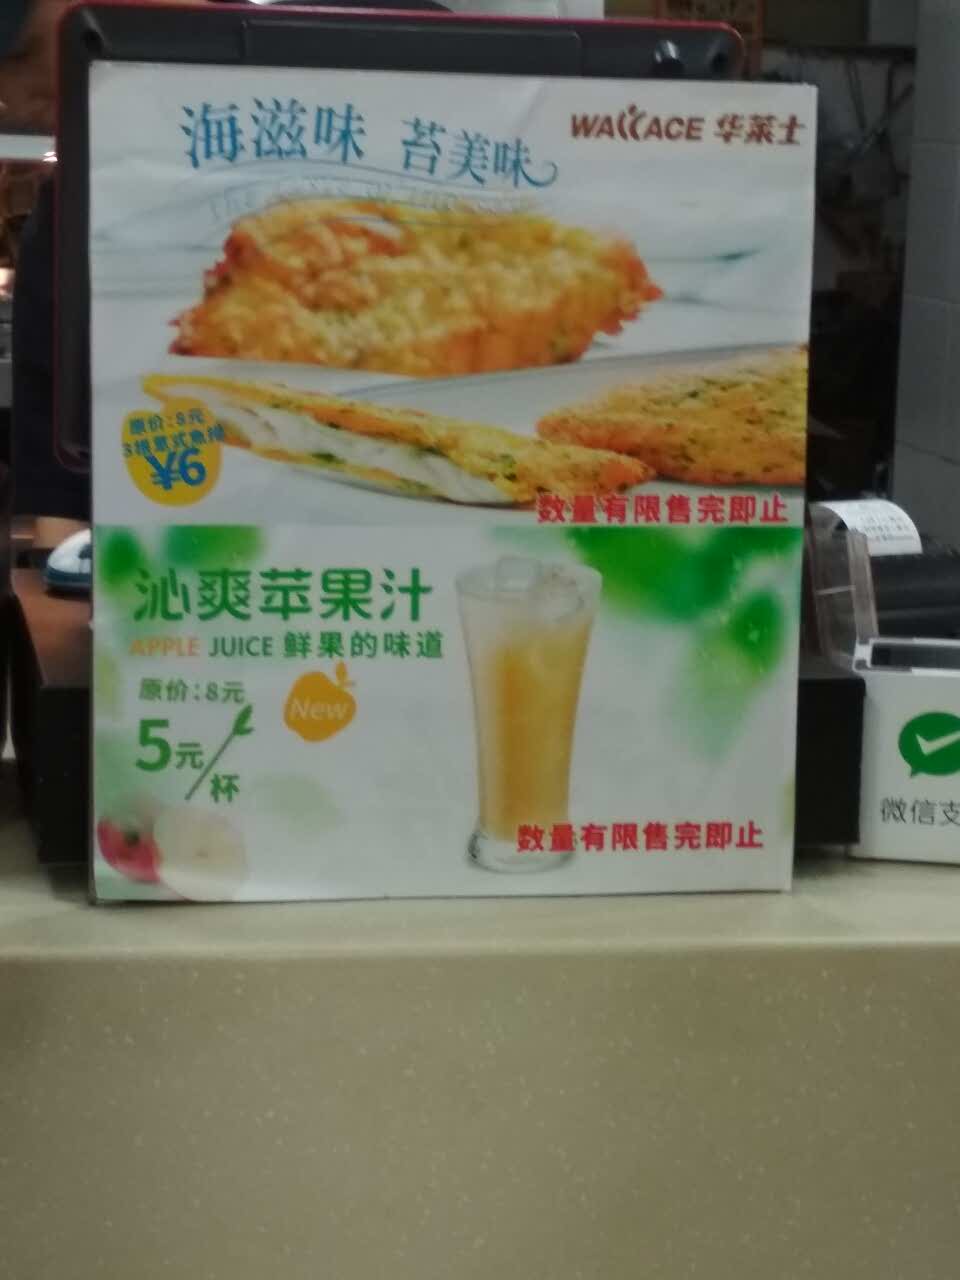 海滋味 苔美味
WALLACE 华莱士
原价:8元
数量有限售完即止
沁爽苹果汁
APPLE JUICE 鲜果的味道
原价:8元
New
5元/杯
数量有限售完即止
微信支